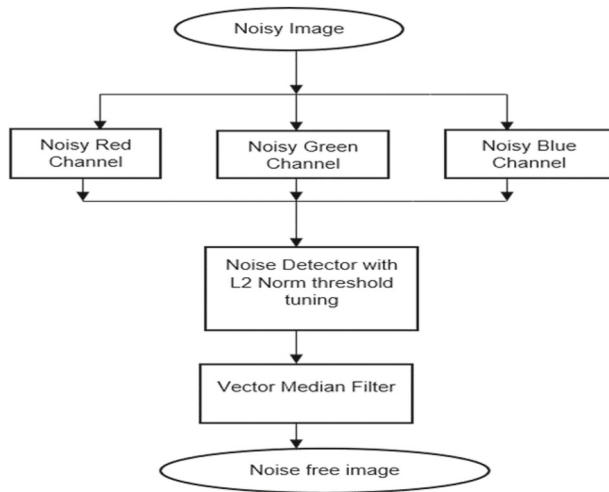 Noisy Image
Noisy Red
Channel
Noisy Green
Channel
Noisy Blue
Channel
Noise Detector with
L2 Norm threshold
tuning
Vector Median Filter
Noise free image